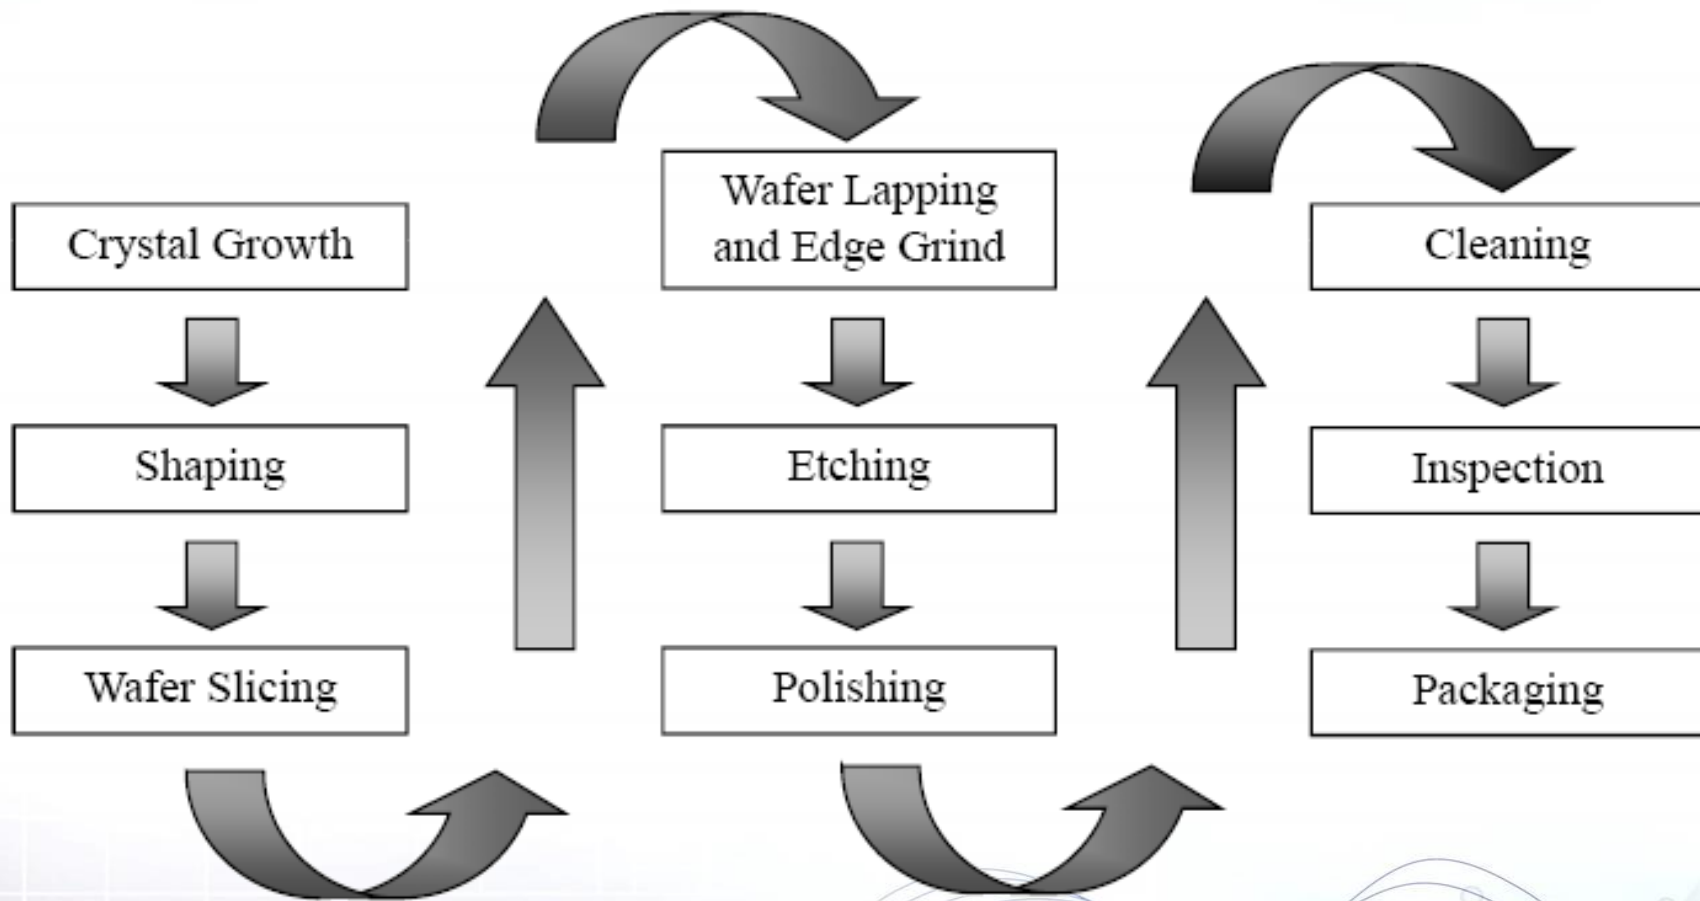 Crystal Growth
Shaping
Wafer Slicing
Wafer Lapping
and Edge Grind
Etching
Polishing
Cleaning
Inspection
Packaging